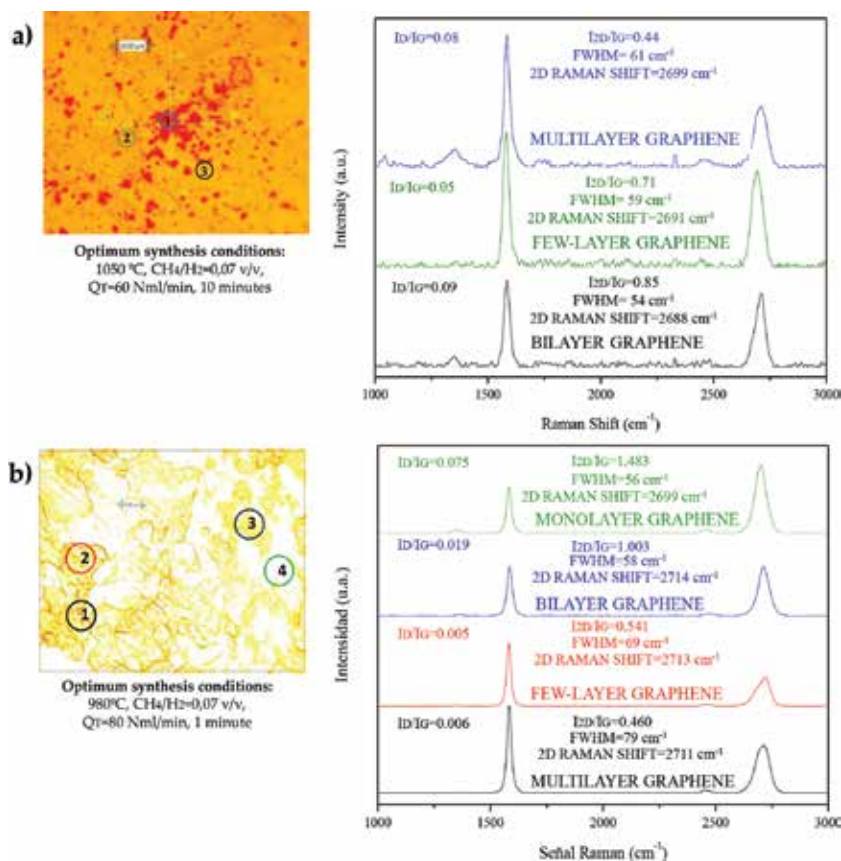 a)
1
2
3
Optimum synthesis conditions:
1050 ºC, CH4/H2=0,07 v/v,
QT=60 Nml/min, 10 minutes
Intensity (a.u.)
ID/IG=0.08
I2D/IG=0.44
FWHM= 61 cm-1
2D RAMAN SHIFT=2699 cm-1
MULTILAYER GRAPHENE
ID/IG=0.05
I2D/IG=0.71
FWHM= 59 cm-1
2D RAMAN SHIFT=2691 cm-1
FEW-LAYER GRAPHENE
ID/IG=0.09
I2D/IG=0.85
FWHM= 54 cm-1
2D RAMAN SHIFT=2688 cm-1
BILAYER GRAPHENE
1000 1500 2000 2500 3000
Raman Shift (cm-1)
b)
3
2
4
1
Optimum synthesis conditions:
980ºC, CH4/H2=0,07 v/v,
QT=80 Nml/min, 1 minute
Intensidad (u.a.)
ID/IG=0.075
I2D/IG=1.483
FWHM=56 cm-1
2D RAMAN SHIFT=2699 cm-1
MONOLAYER GRAPHENE
ID/IG=0.019
I2D/IG=1.003
FWHM=58 cm-1
2D RAMAN SHIFT=2714 cm-1
BILAYER GRAPHENE
ID/IG=0.005
I2D/IG=0.541
FWHM=69 cm-1
2D RAMAN SHIFT=2713 cm-1
FEW-LAYER GRAPHENE
ID/IG=0.006
I2D/IG=0.460
FWHM=79 cm-1
2D RAMAN SHIFT=2711 cm-1
MULTILAYER GRAPHENE
1000 1500 2000 2500 3000
Señal Raman (cm-1)